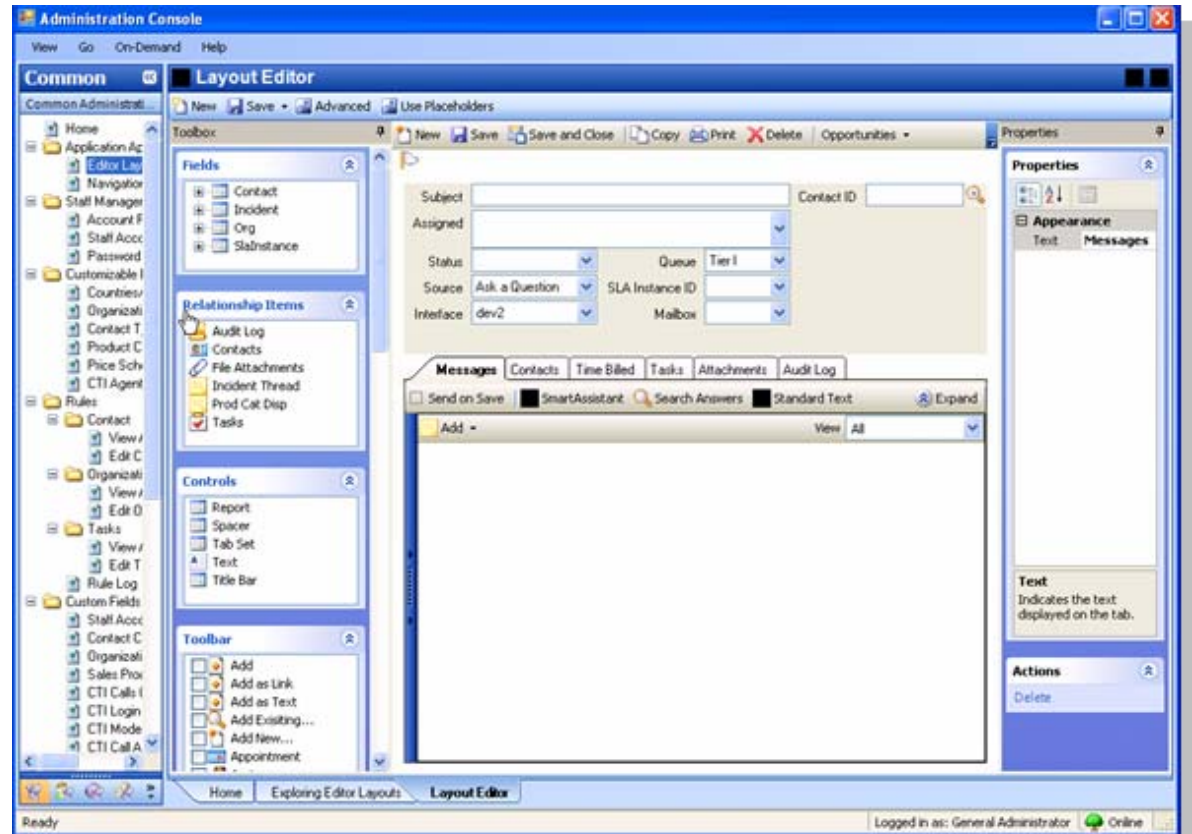 Administration Console
View Go On-Demand Help
Common
Layout Editor
Common Administrati...
New Save Advanced Use Placeholders
Home
Application Ap
Editor Lay
Navigation
Staff Manager
Account F
Staff Acco
Password
Customizable I
Countries/
Organizati
Contact T
Product C
Price Sch
CTI Agent
Rules
Contact
View A
Edit C
Organizati
View A
Edit O
Tasks
View A
Edit T
Rule Log
Custom Fields
Staff Acco
Contact C
Organizati
Sales Proc
CTI Calls (
CTI Login
CTI Mode
CTI Call A
Toolbox
Fields
Contact
Incident
Org
SlaInstance
Relationship Items
Audit Log
Contacts
File Attachments
Incident Thread
Prod Cat Disp
Tasks
Controls
Report
Spacer
Tab Set
Text
Title Bar
Toolbar
Add
Add as Link
Add as Text
Add Exisiting...
Add New...
Appointment
New Save Save and Close Copy Print Delete Opportunities
Subject Contact ID
Assigned
Status Queue Tier1
Source Ask a Question SLA Instance ID
Interface dev2 Mailbox
Messages Contacts Time Billed Tasks Attachments Audit Log
Send on Save SmartAssistant Search Answers Standard Text Expand
Add View All
Properties
Properties
Appearance
Text Messages
Text
Indicates the text
displayed on the tab.
Actions
Delete
Home Exploring Editor Layouts Layout Editor
Ready Logged in as: General Administrator Online